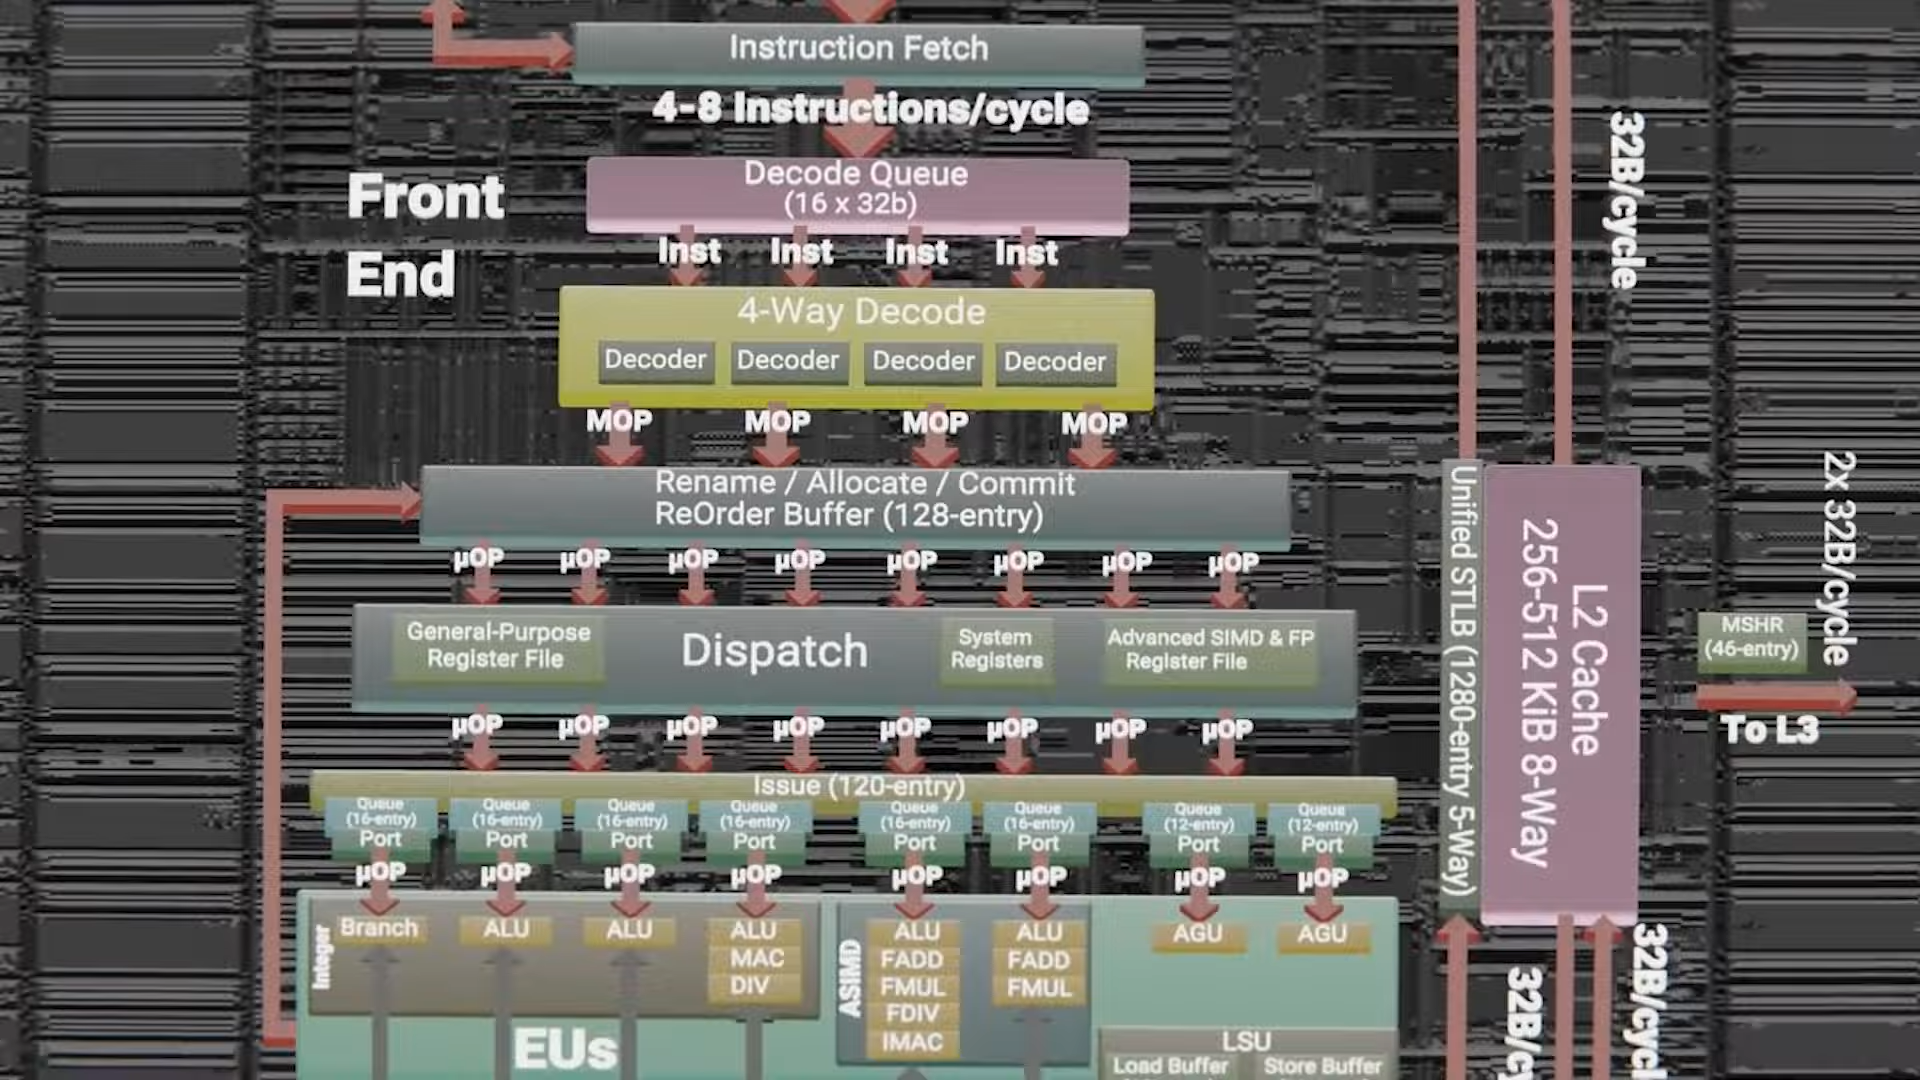 Instruction Fetch
4-8 Instructions/cycle
Decode Queue
(16 x 32b)
Front
End
Inst Inst Inst Inst
4-Way Decode
Decoder Decoder Decoder Decoder
MOP MOP MOP MOP
Rename / Allocate / Commit
ReOrder Buffer (128-entry)
µOP µOP µOP µOP µOP µOP µOP µOP
General-Purpose
Register File
Dispatch
System
Registers
Advanced SIMD & FP
Register File
µOP µOP µOP µOP µOP µOP µOP µOP
Issue (120-entry)
Queue Queue Queue Queue Queue Queue Queue Queue
(16-entry) (16-entry) (16-entry) (16-entry) (16-entry) (16-entry) (12-entry) (12-entry)
Port Port Port Port Port Port Port Port
µOP µOP µOP µOP µOP µOP µOP µOP
Integer
Branch ALU ALU ALU
MAC
DIV
ASIMD
ALU
FADD
FMUL
FDIV
IMAC
ALU
FADD
FMUL
AGU AGU
EUs
LSU
Load Buffer Store Buffer
32B/cycle
Unified STLB (1280-entry 5-Way)
L2 Cache
256-512 KiB 8-Way
2x 32B/cycle
MSHR
(46-entry)
To L3